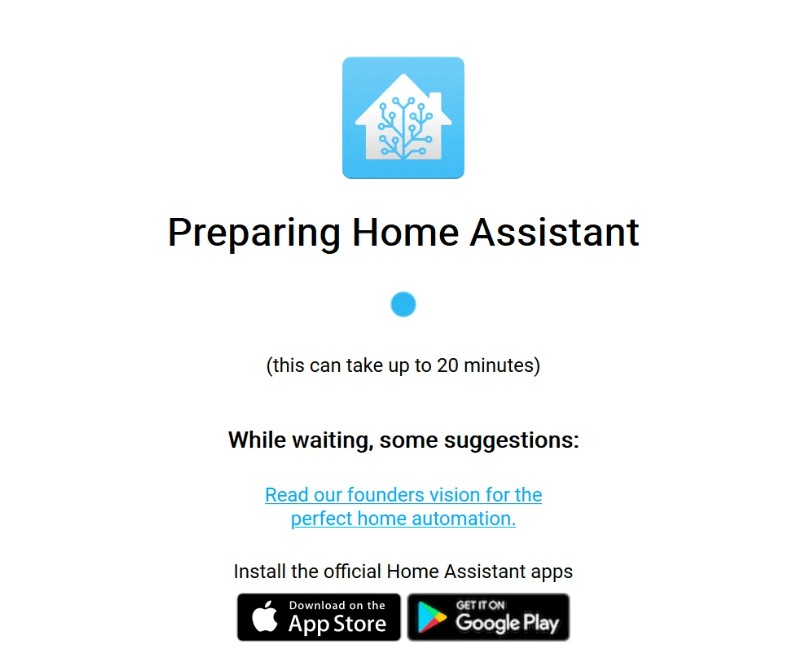 Preparing Home Assistant
(this can take up to 20 minutes)
While waiting, some suggestions:
Read our founders vision for the
perfect home automation.
Install the official Home Assistant apps
Download on the
App Store
GET IT ON
Google Play